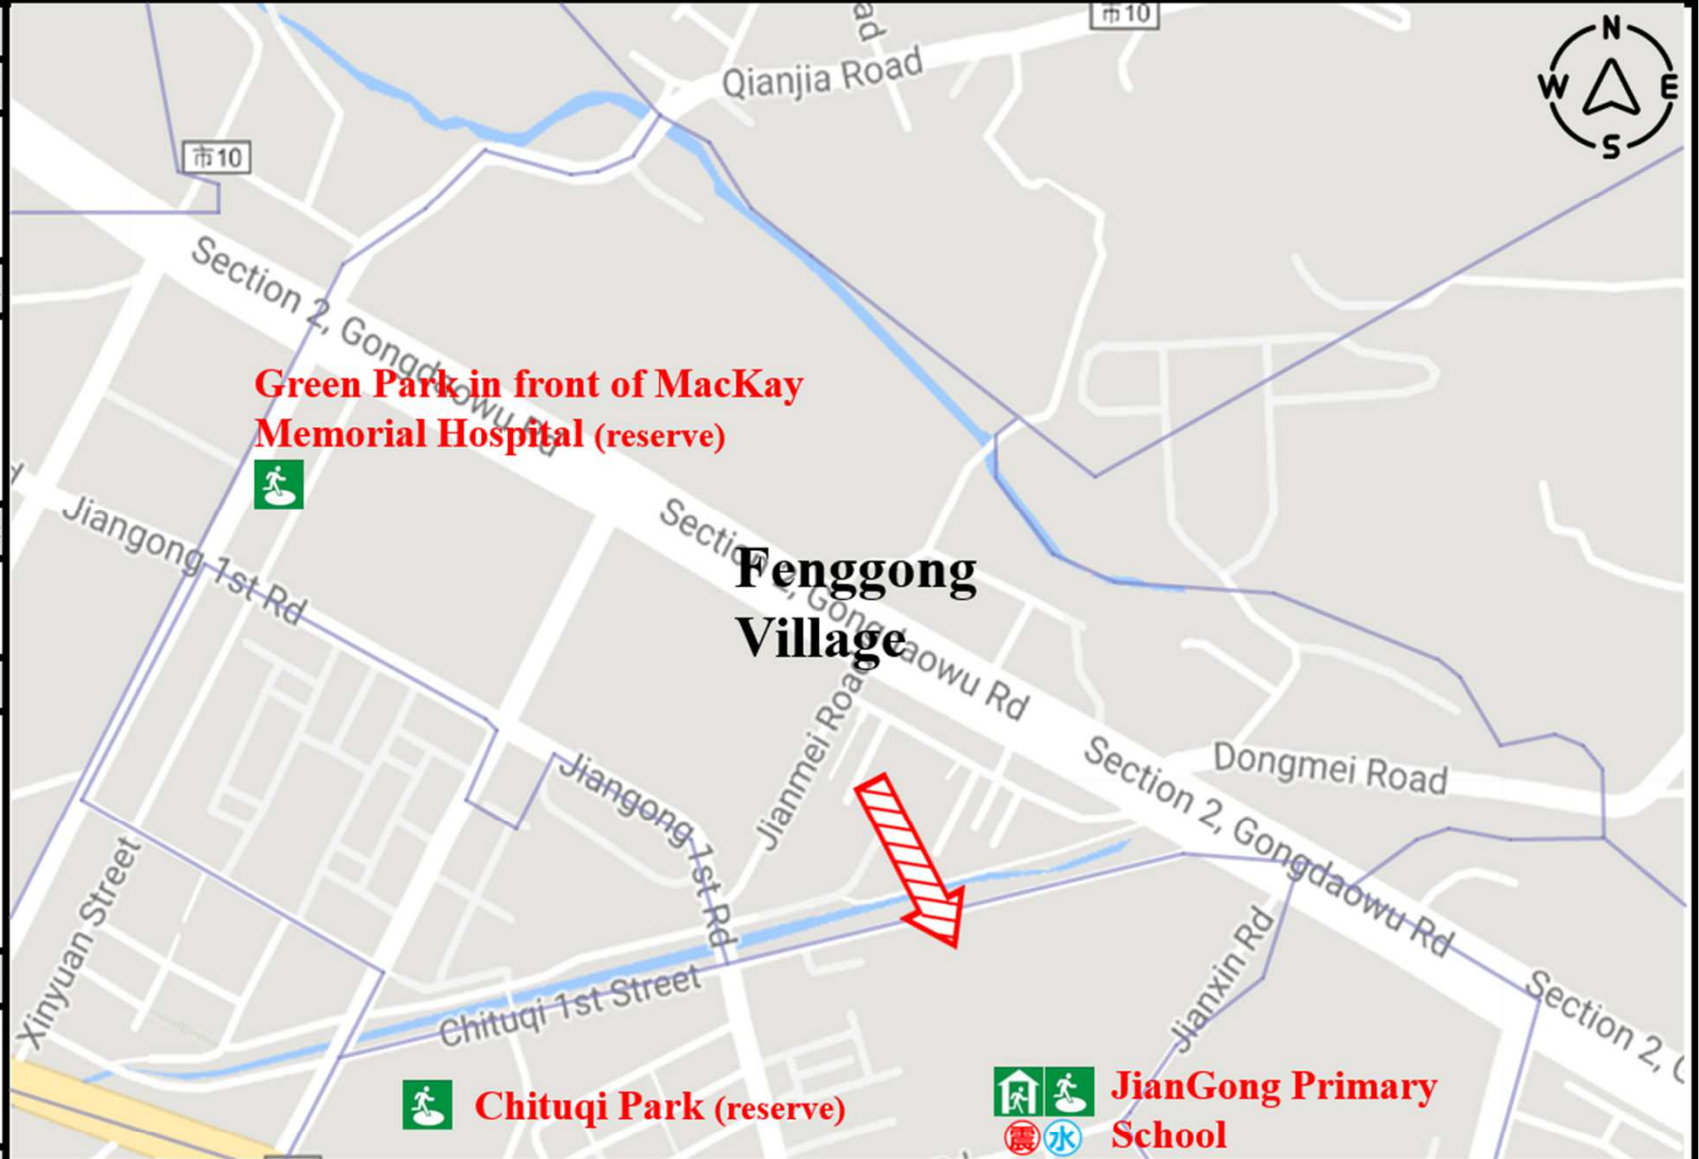 ad
市10
N
Qianjia Road
W E
S
市10
Section 2, Gongdaowu Rd
Green Park in front of MacKay
Memorial Hospital (reserve)
Jiangong 1st Rd
Section 2, Gongdaowu Rd
Fenggong
Village
Jianmei Road
Section 2, Gongdaowu Rd
Dongmei Road
Jiangong 1st Rd
Xinyuan Street
Jianxin Rd
Section 2, G
Chituqi 1st Street
Chituqi Park (reserve)
JianGong Primary
School
震 水